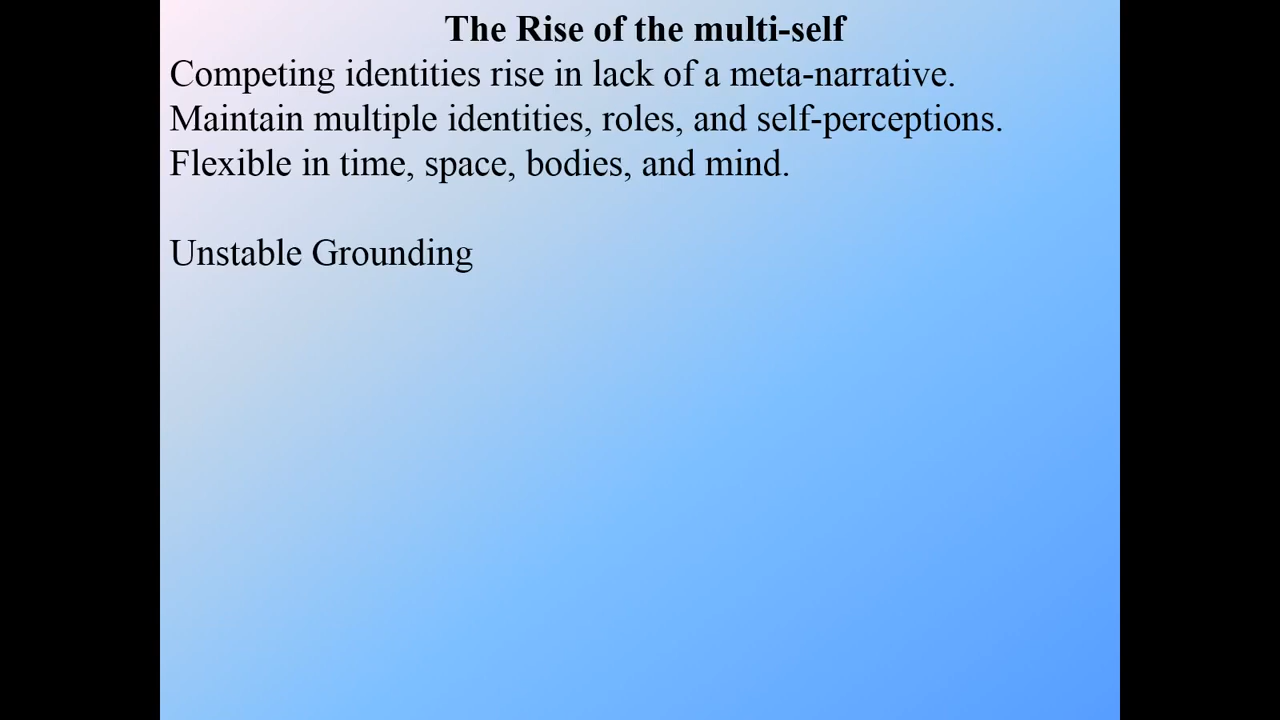 The Rise of the multi-self
Competing identities rise in lack of a meta-narrative.
Maintain multiple identities, roles, and self-perceptions.
Flexible in time, space, bodies, and mind.
Unstable Grounding